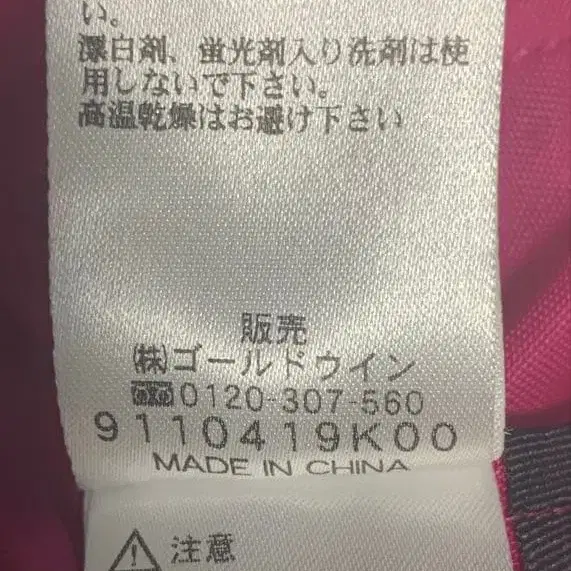 い。
漂白剤、蛍光剤入り洗剤は使
用しないで下さい。
高温乾燥はお避け下さい
販売
㈱ゴールドウイン
0120-307-560
9110419K00
MADE IN CHINA
注意